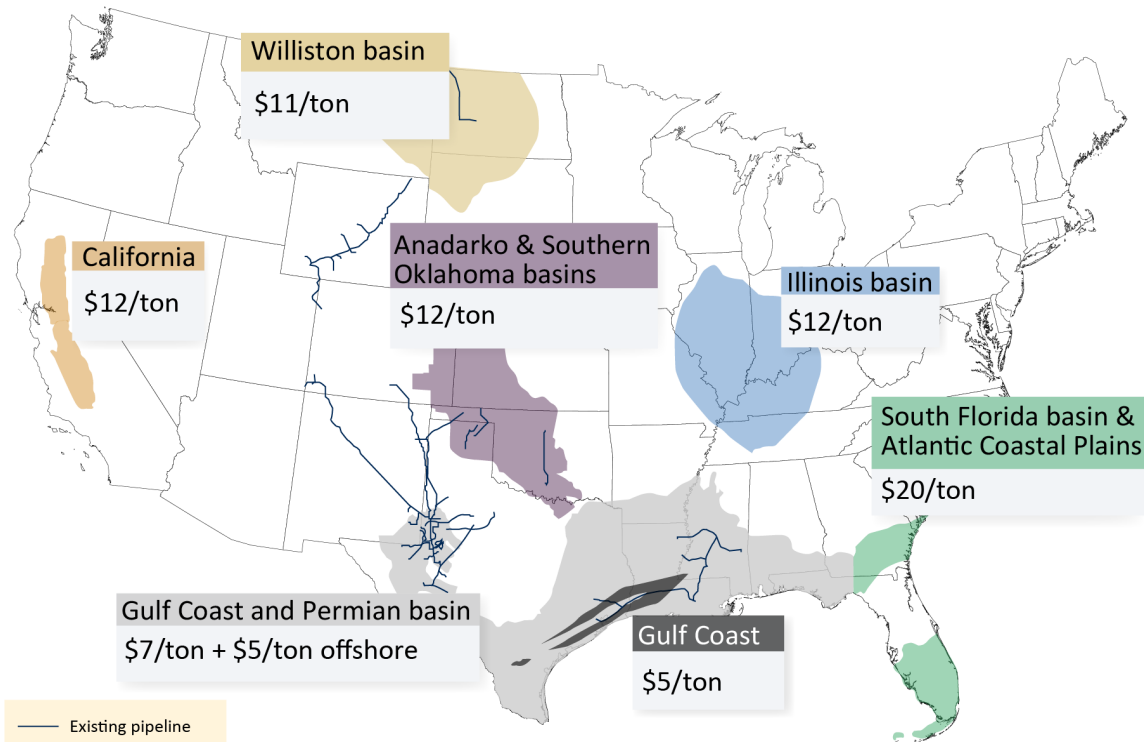 Williston basin
$11/ton
Anadarko & Southern
Oklahoma basins
$12/ton
California
$12/ton
Illinois basin
$12/ton
South Florida basin &
Atlantic Coastal Plains
$20/ton
Gulf Coast and Permian basin
$7/ton + $5/ton offshore
Gulf Coast
$5/ton
Existing pipeline